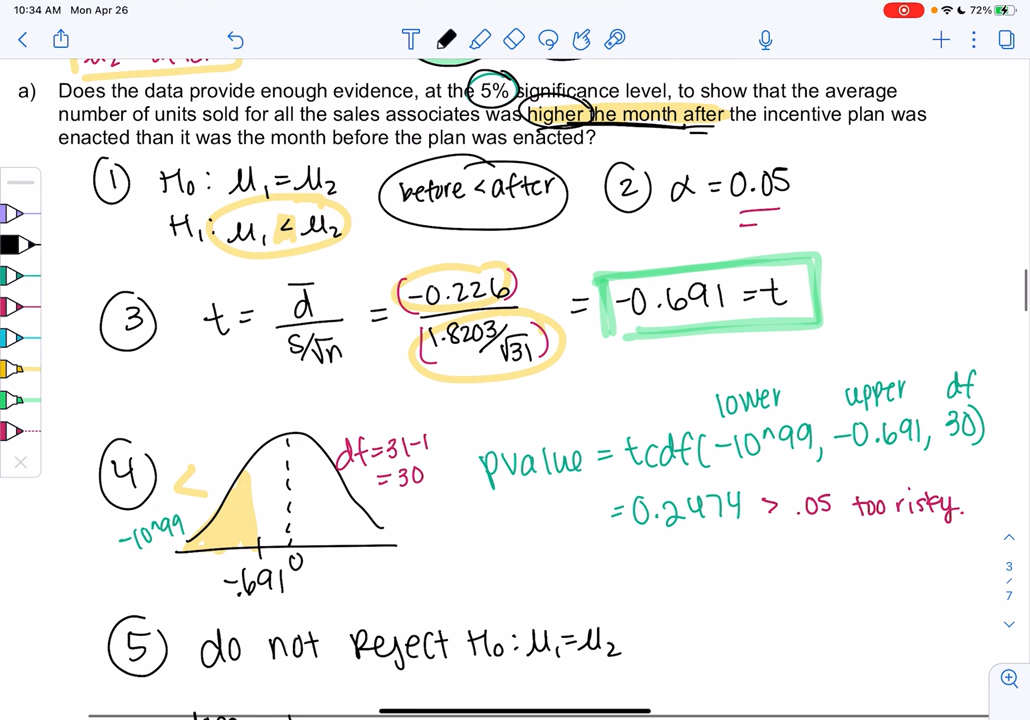 10:34 AM Mon Apr 26
72%
a) Does the data provide enough evidence, at the 5% significance level, to show that the average
number of units sold for all the sales associates was higher the month after the incentive plan was
enacted than it was the month before the plan was enacted?
① H₀: μ₁ = μ₂
before < after
② α = 0.05
H₁: μ₁ < μ₂
③ t = d̅ / (s/√n) = (-0.226) / (1.8203/√31) = -0.691 = t
lower upper df
④ < df = 31-1
= 30
pvalue = tcdf(-10^99, -0.691, 30)
= 0.2474 > .05 too risky.
-10^99
-.691 0
3
/
7
⑤ do not Reject H₀: μ₁ = μ₂